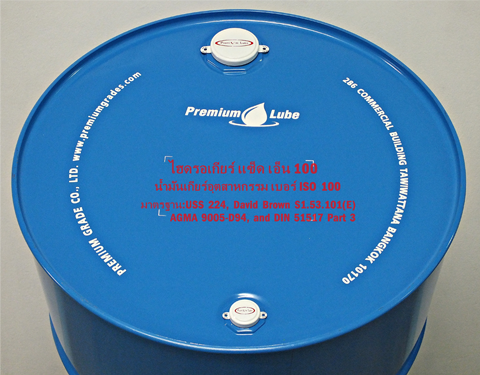 Premium Lube
ไฮดรอเกียร์ แซ็ด เอ็น 100
น้ำมันเกียร์อุตสาหกรรม เบอร์ ISO 100
มาตรฐาน:USS 224, David Brown S1.53.101(E)
AGMA 9005-D94, and DIN 51517 Part 3
PREMIUM GRADE CO., LTD. www.premiumgrades.com
286 COMMERCIAL BUILDING TAWIWATTANA BANGKOK 10170